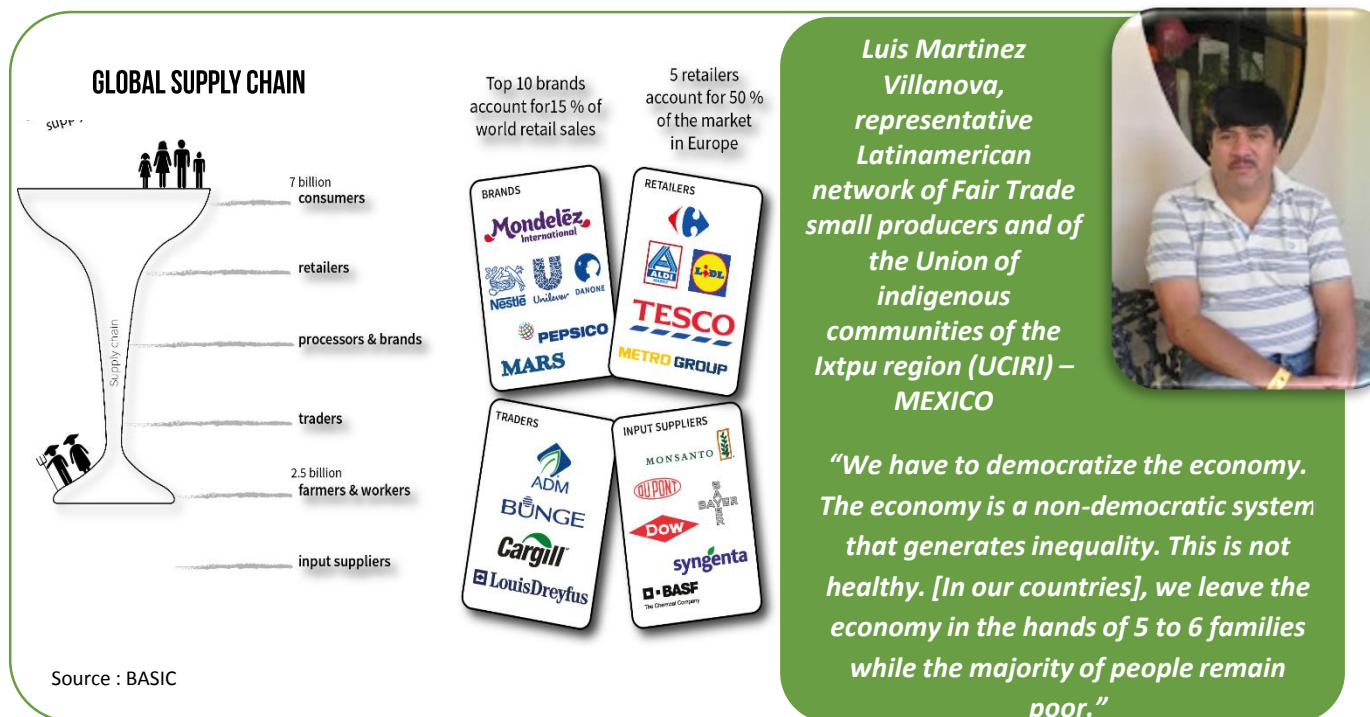 GLOBAL SUPPLY CHAIN
supply
7 billion
consumers
retailers
processors & brands
traders
2.5 billion
farmers & workers
input suppliers
Supply chain
Source : BASIC
Top 10 brands
account for15 % of
world retail sales
5 retailers
account for 50 %
of the market
in Europe
BRANDS
Mondelēz
International
Nestlé
Unilever
DANONE
PEPSICO
MARS
RETAILERS
ALDI
MARKT
LiDL
TESCO
METRO GROUP
TRADERS
ADM
BUNGE
Cargill
LouisDreyfus
INPUT SUPPLIERS
MONSANTO
DUPONT
BAYER
BAYER
DOW
syngenta
BASF
The Chemical Company
Luis Martinez
Villanova,
representative
Latinamerican
network of Fair Trade
small producers and of
the Union of
indigenous
communities of the
Ixtpu region (UCIRI) –
MEXICO
“We have to democratize the economy.
The economy is a non-democratic system
that generates inequality. This is not
healthy. [In our countries], we leave the
economy in the hands of 5 to 6 families
while the majority of people remain
poor.”